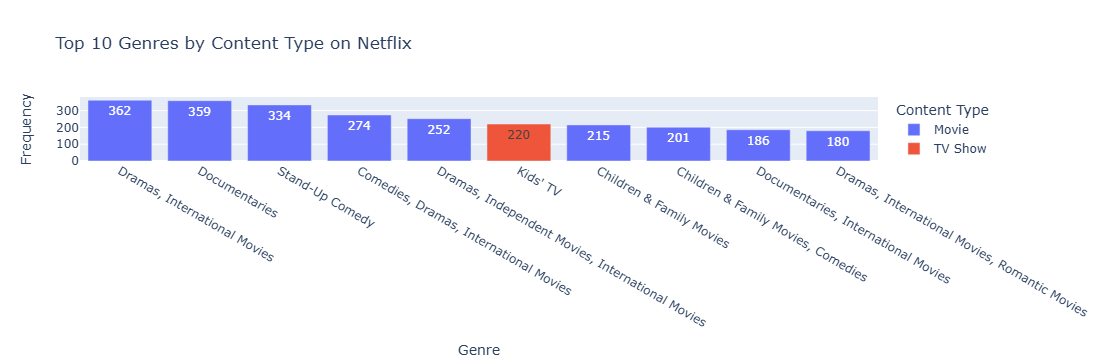 Top 10 Genres by Content Type on Netflix
Frequency
300
200
100
0
362
359
334
274
252
220
215
201
186
180
Content Type
Movie
TV Show
Dramas, International Movies
Documentaries
Stand-Up Comedy
Comedies, Dramas, International Movies
Dramas, Independent Movies, International Movies
Kids' TV
Children & Family Movies
Children & Family Movies, Comedies
Documentaries, International Movies
Dramas, International Movies, Romantic Movies
Genre